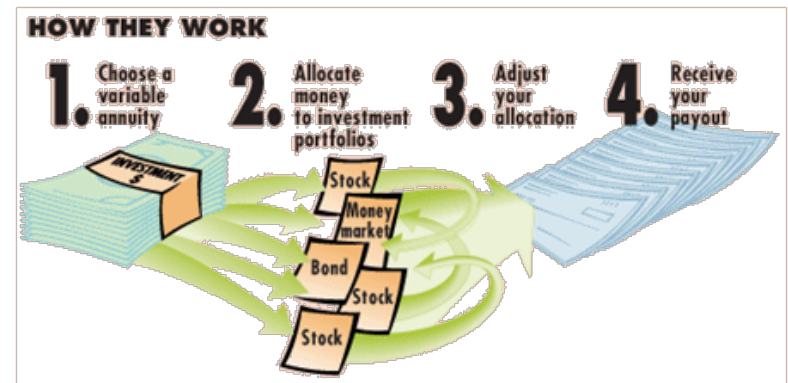 HOW THEY WORK
1. Choose a
variable
annuity
2. Allocate
money
to investment
portfolios
3. Adjust
your
allocation
4. Receive
your
payout
INVESTMENT
$
Stock
Money
market
Bond
Stock
Stock